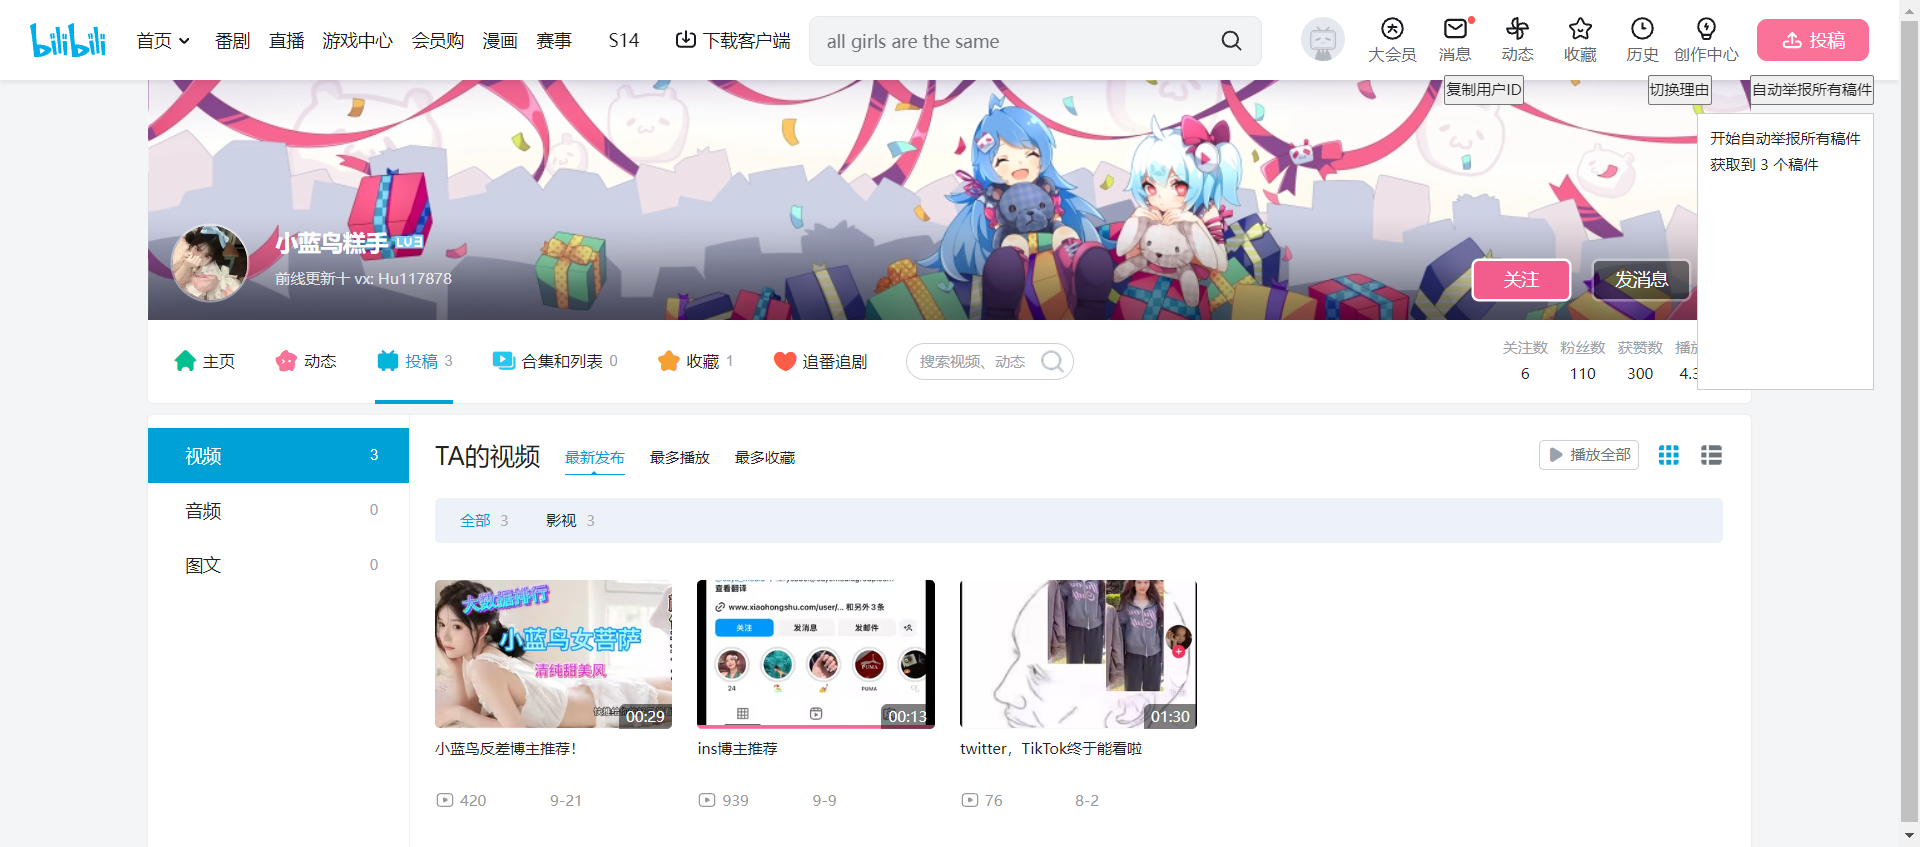 bilibili
首页
番剧
直播
游戏中心
会员购
漫画
赛事
S14
下载客户端
all girls are the same
大会员
消息
动态
收藏
历史
创作中心
投稿
复制用户ID
切换理由
自动举报所有稿件
开始自动举报所有稿件
获取到 3 个稿件
小蓝鸟糕手 LV3
前线更新十 vx: Hu117878
关注
发消息
主页
动态
投稿 3
合集和列表 0
收藏 1
追番追剧
搜索视频、动态
关注数 粉丝数 获赞数
6 110 300
视频 3
音频 0
图文 0
TA的视频
最新发布
最多播放
最多收藏
播放全部
全部 3
影视 3
大数据排行
小蓝鸟女菩萨
清纯甜美风
00:29
小蓝鸟反差博主推荐！
420 9-21
查看翻译
www.xiaohongshu.com/user/... 和另外 3 条
关注 发消息 发邮件
24
PUMA
PUMA
00:13
ins博主推荐
939 9-9
01:30
twitter，TikTok终于能看啦
76 8-2